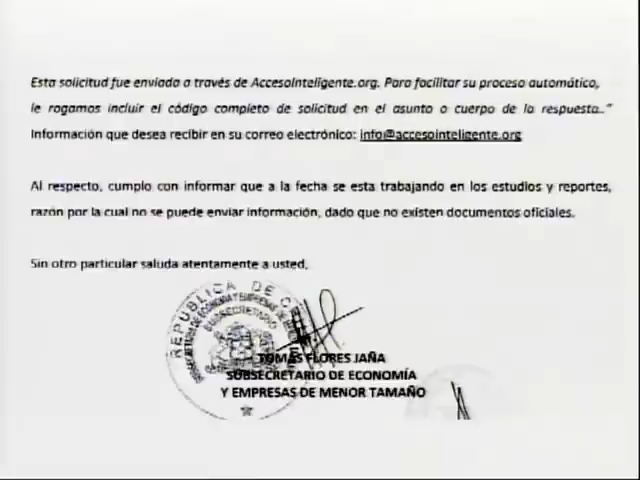 Esta solicitud fue enviada a través de AccesoInteligente.org. Para facilitar su proceso automático,
le rogamos incluir el código completo de solicitud en el asunto o cuerpo de la respuesta.."
Información que desea recibir en su correo electrónico: info@accesointeligente.org
Al respecto, cumplo con informar que a la fecha se esta trabajando en los estudios y reportes,
razón por la cual no se puede enviar información, dado que no existen documentos oficiales.
Sin otro particular saluda atentamente a usted,
REPUBLICA DE
SUBSECRETARIO
TOMAS FLORES JAÑA
SUBSECRETARIO DE ECONOMÍA
Y EMPRESAS DE MENOR TAMAÑO